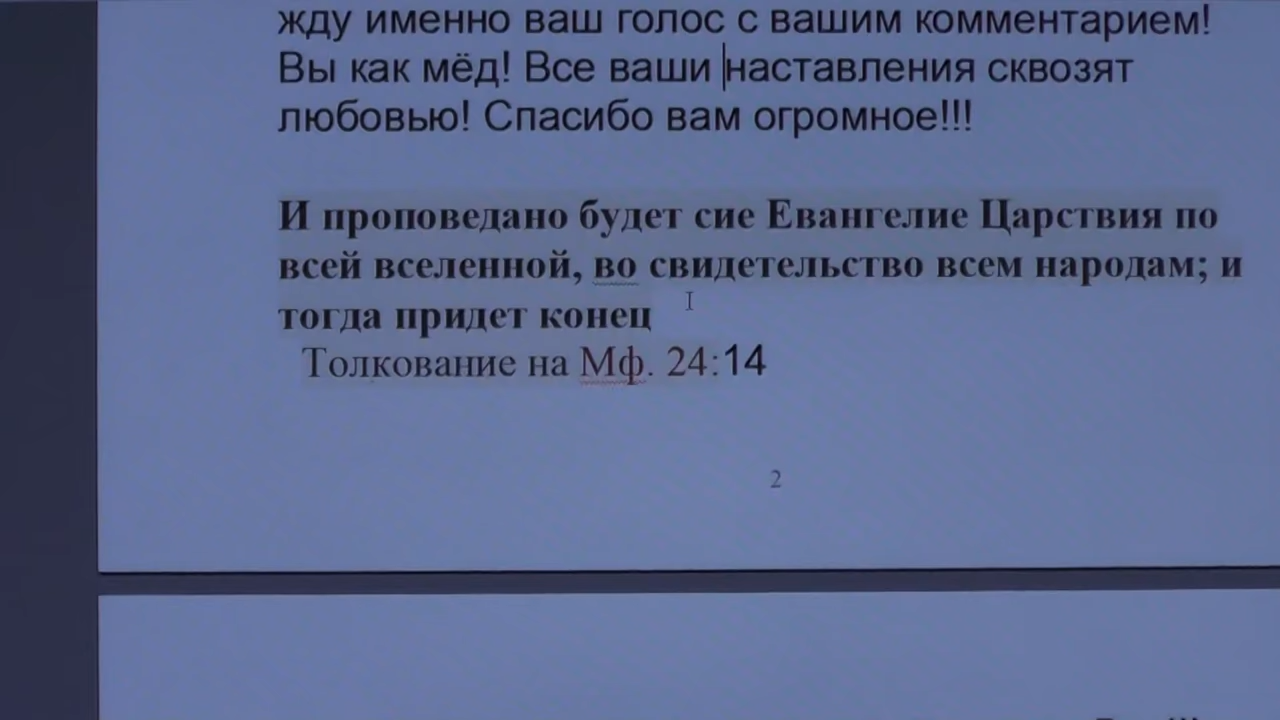 жду именно ваш голос с вашим комментарием!
Вы как мёд! Все ваши наставления сквозят
любовью! Спасибо вам огромное!!!
И проповедано будет сие Евангелие Царствия по
всей вселенной, во свидетельство всем народам; и
тогда придет конец
Толкование на Мф. 24:14
2